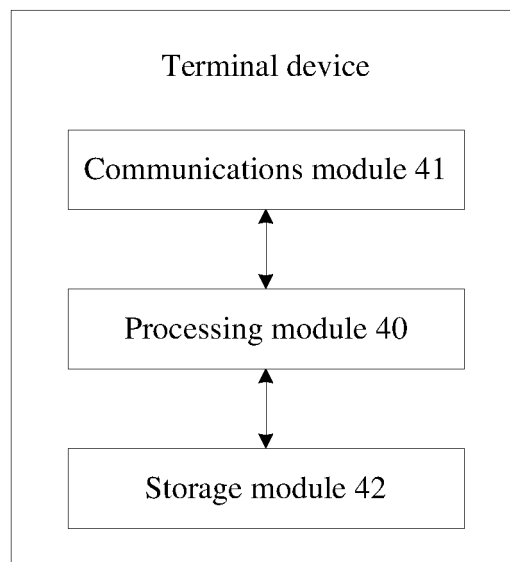 Terminal device
Communications module 41
Processing module 40
Storage module 42